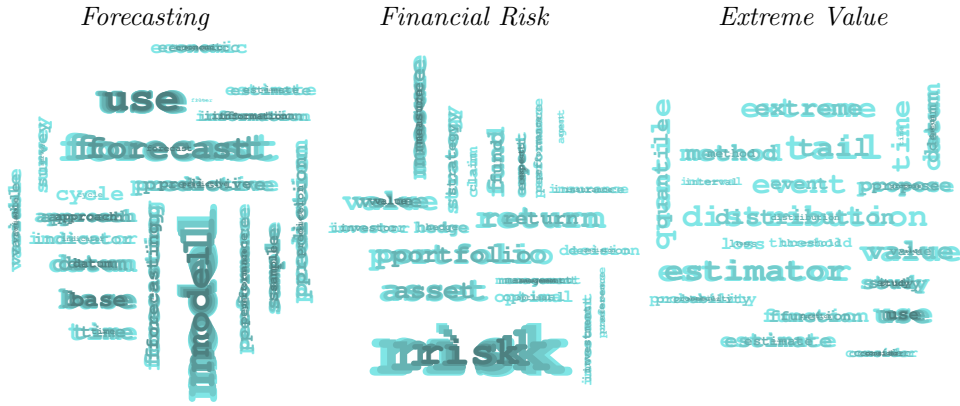 Forecasting
economic
use
estimate
information
forecast
survey
predictive
prediction
variable
cycle
approach
indicator
datum
base
time
forecasting
model
performance
sample
Financial Risk
measure
strategy
claim
fund
expect
performance
agent
insurance
value
return
investor hedge
portfolio
decision
management
asset
optimal
risk
investment
preference
Extreme Value
quantile
extreme
time
datum
method
tail
interval
event
propose
distribution
loss
threshold
value
estimator
study
probability
function
use
estimate
consider